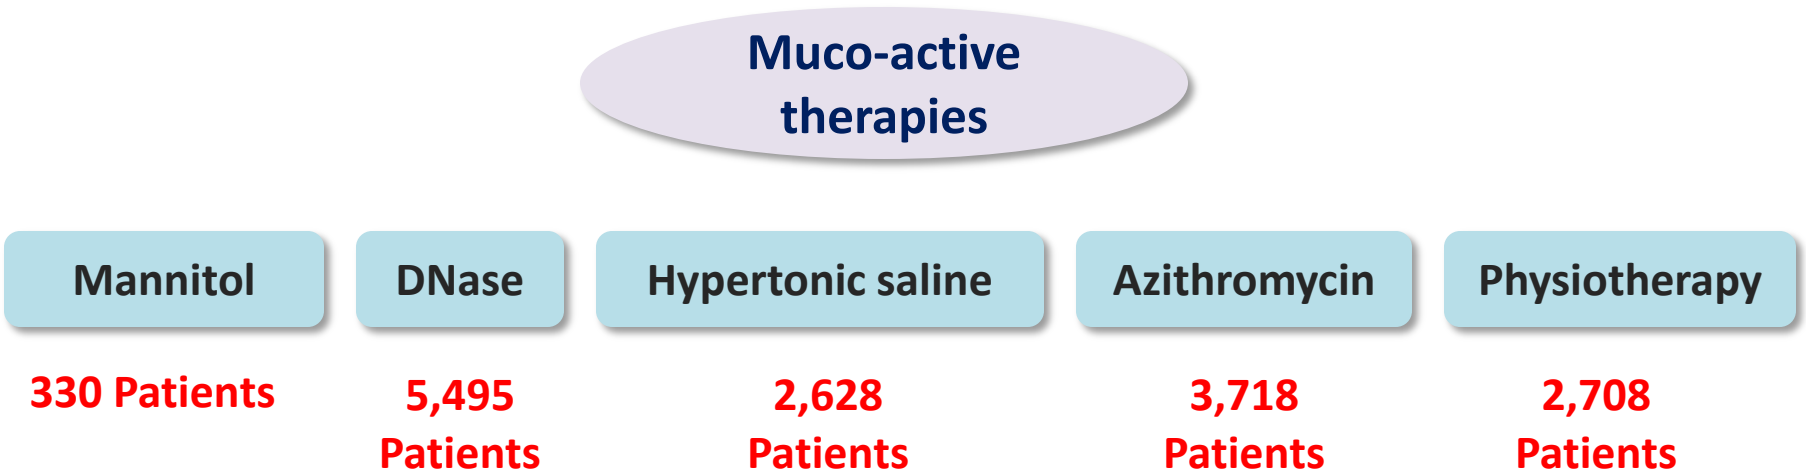 Muco-active
therapies
Mannitol
DNase
Hypertonic saline
Azithromycin
Physiotherapy
330 Patients
5,495
Patients
2,628
Patients
3,718
Patients
2,708
Patients